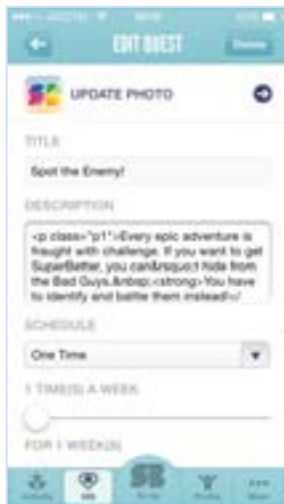 EDIT QUEST
UPDATE PHOTO
TITLE
Spot the Enemy!
DESCRIPTION
<p class="p1">Every epic adventure is
fraught with challenge. If you want to get
SuperBetter, you can&rsquo;t hide from
the Bad Guys.&nbsp;<strong>You have
to identify and battle them instead!</
SCHEDULE
One Time
1 TIME(S) A WEEK
FOR 1 WEEK(S)